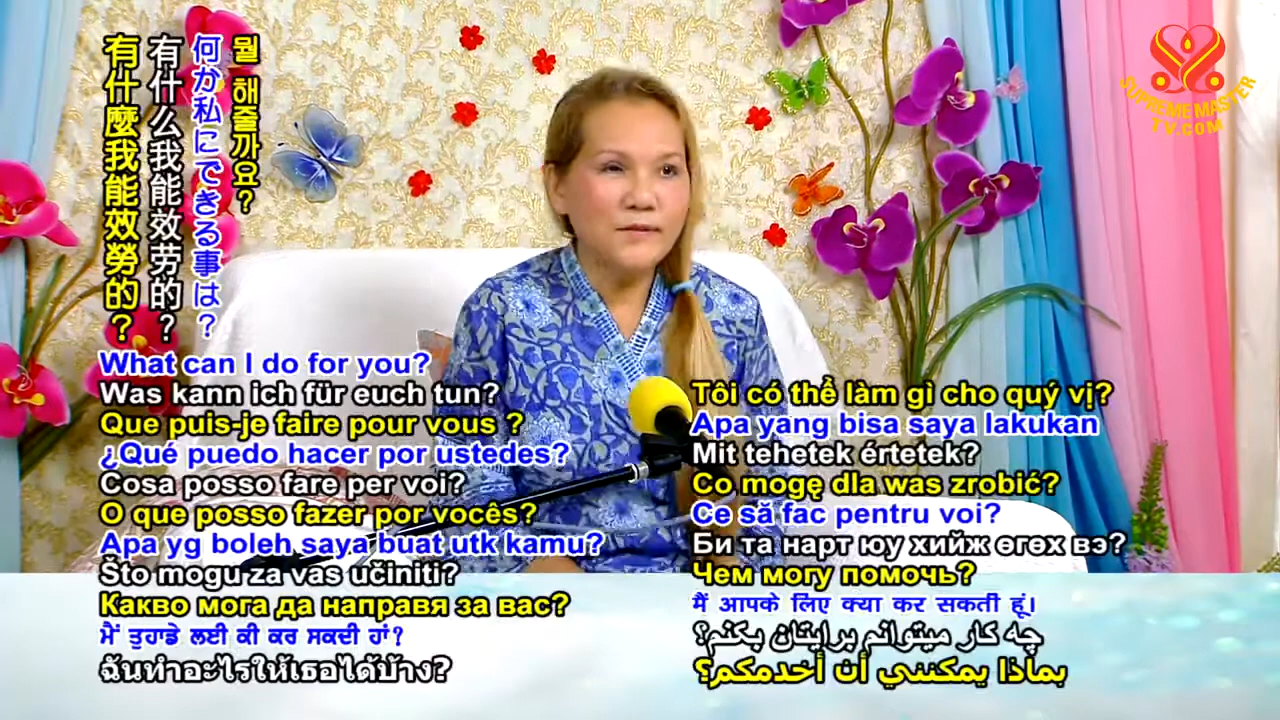 有什麼我能效勞的？
有什么我能效劳的？
何か私にできる事は？
뭘 해줄까요?
What can I do for you?
Was kann ich für euch tun?
Que puis-je faire pour vous ?
¿Qué puedo hacer por ustedes?
Cosa posso fare per voi?
O que posso fazer por vocês?
Apa yg boleh saya buat utk kamu?
Što mogu za vas učiniti?
Какво мога да направя за вас?
ਮੈਂ ਤੁਹਾਡੇ ਲਈ ਕੀ ਕਰ ਸਕਦੀ ਹਾਂ?
ฉันทำอะไรให้เธอได้บ้าง?
Tôi có thể làm gì cho quý vị?
Apa yang bisa saya lakukan
Mit tehetek értetek?
Co mogę dla was zrobić?
Ce să fac pentru voi?
Би та нарт юу хийж өгөх вэ?
Чем могу помочь?
मैं आपके लिए क्या कर सकती हूं।
چه کار میتوانم برایتان بکنم؟
بماذا يمكنني أن أخدمكم؟
SUPREME MASTER
TV.COM